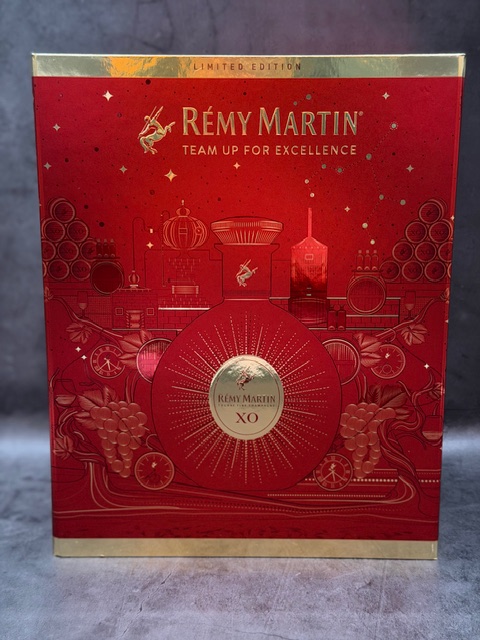 LIMITED EDITION
RÉMY MARTIN®
TEAM UP FOR EXCELLENCE
RÉMY MARTIN
XO